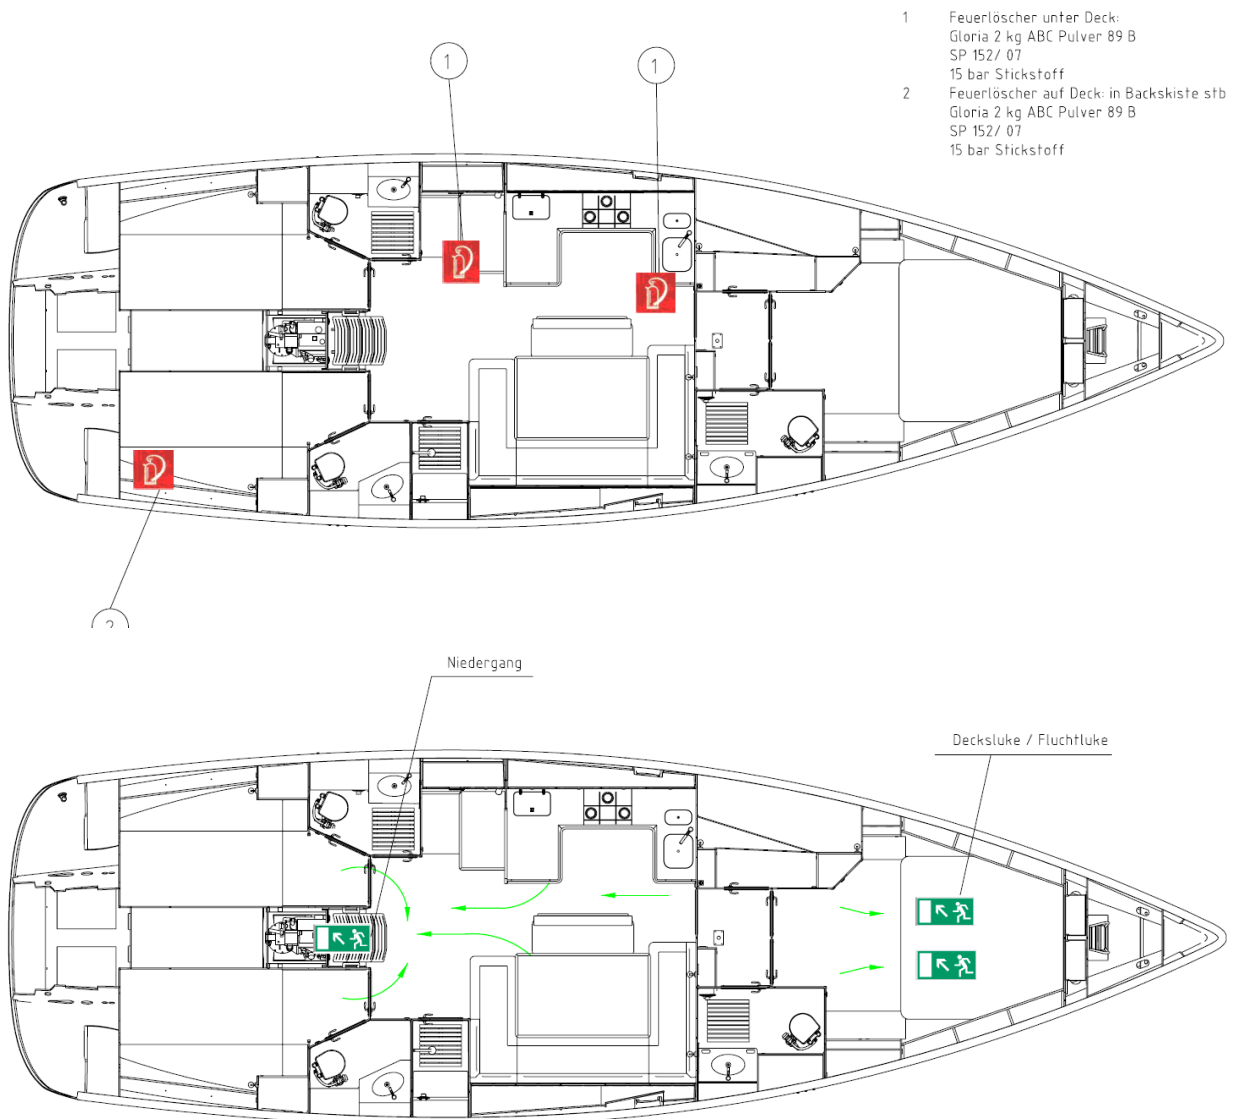 1 Feuerlöscher unter Deck:
Gloria 2 kg ABC Pulver 89 B
SP 152/ 07
15 bar Stickstoff
2 Feuerlöscher auf Deck: in Backskiste stb
Gloria 2 kg ABC Pulver 89 B
SP 152/ 07
15 bar Stickstoff
1
1
2
Niedergang
Decksluke / Fluchtluke